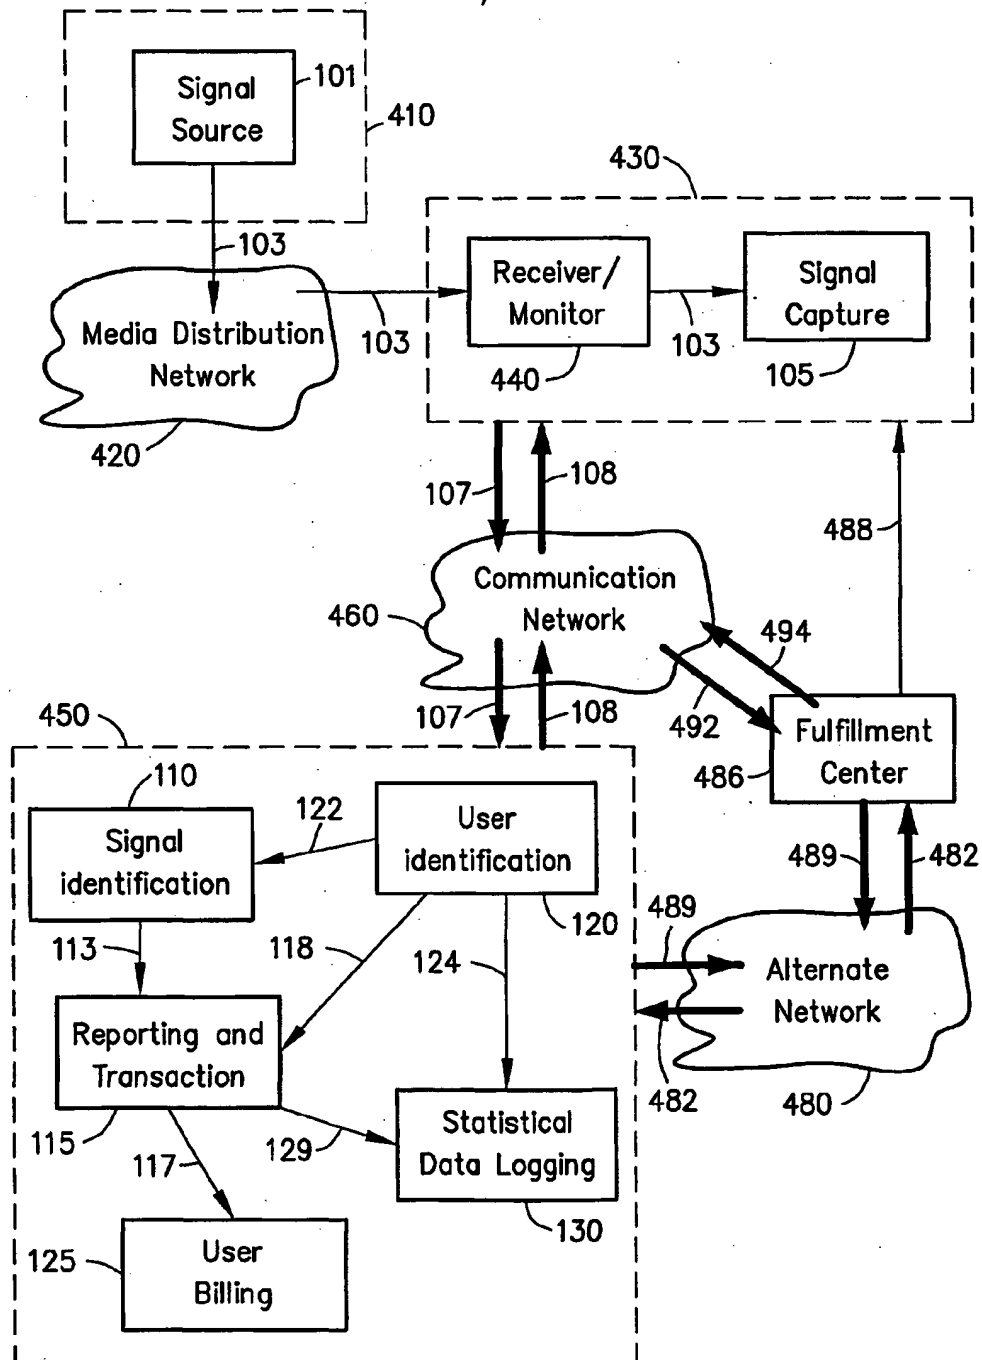 Signal
Source
101
410
103
Media Distribution
Network
420
103
430
Receiver/
Monitor
440
103
Signal
Capture
105
107
108
488
Communication
Network
460
494
492
107
108
Fulfillment
Center
486
450
110
Signal
identification
122
User
identification
120
489
482
113
118
124
489
Alternate
Network
482
480
Reporting and
Transaction
115
129
Statistical
Data Logging
130
117
125
User
Billing